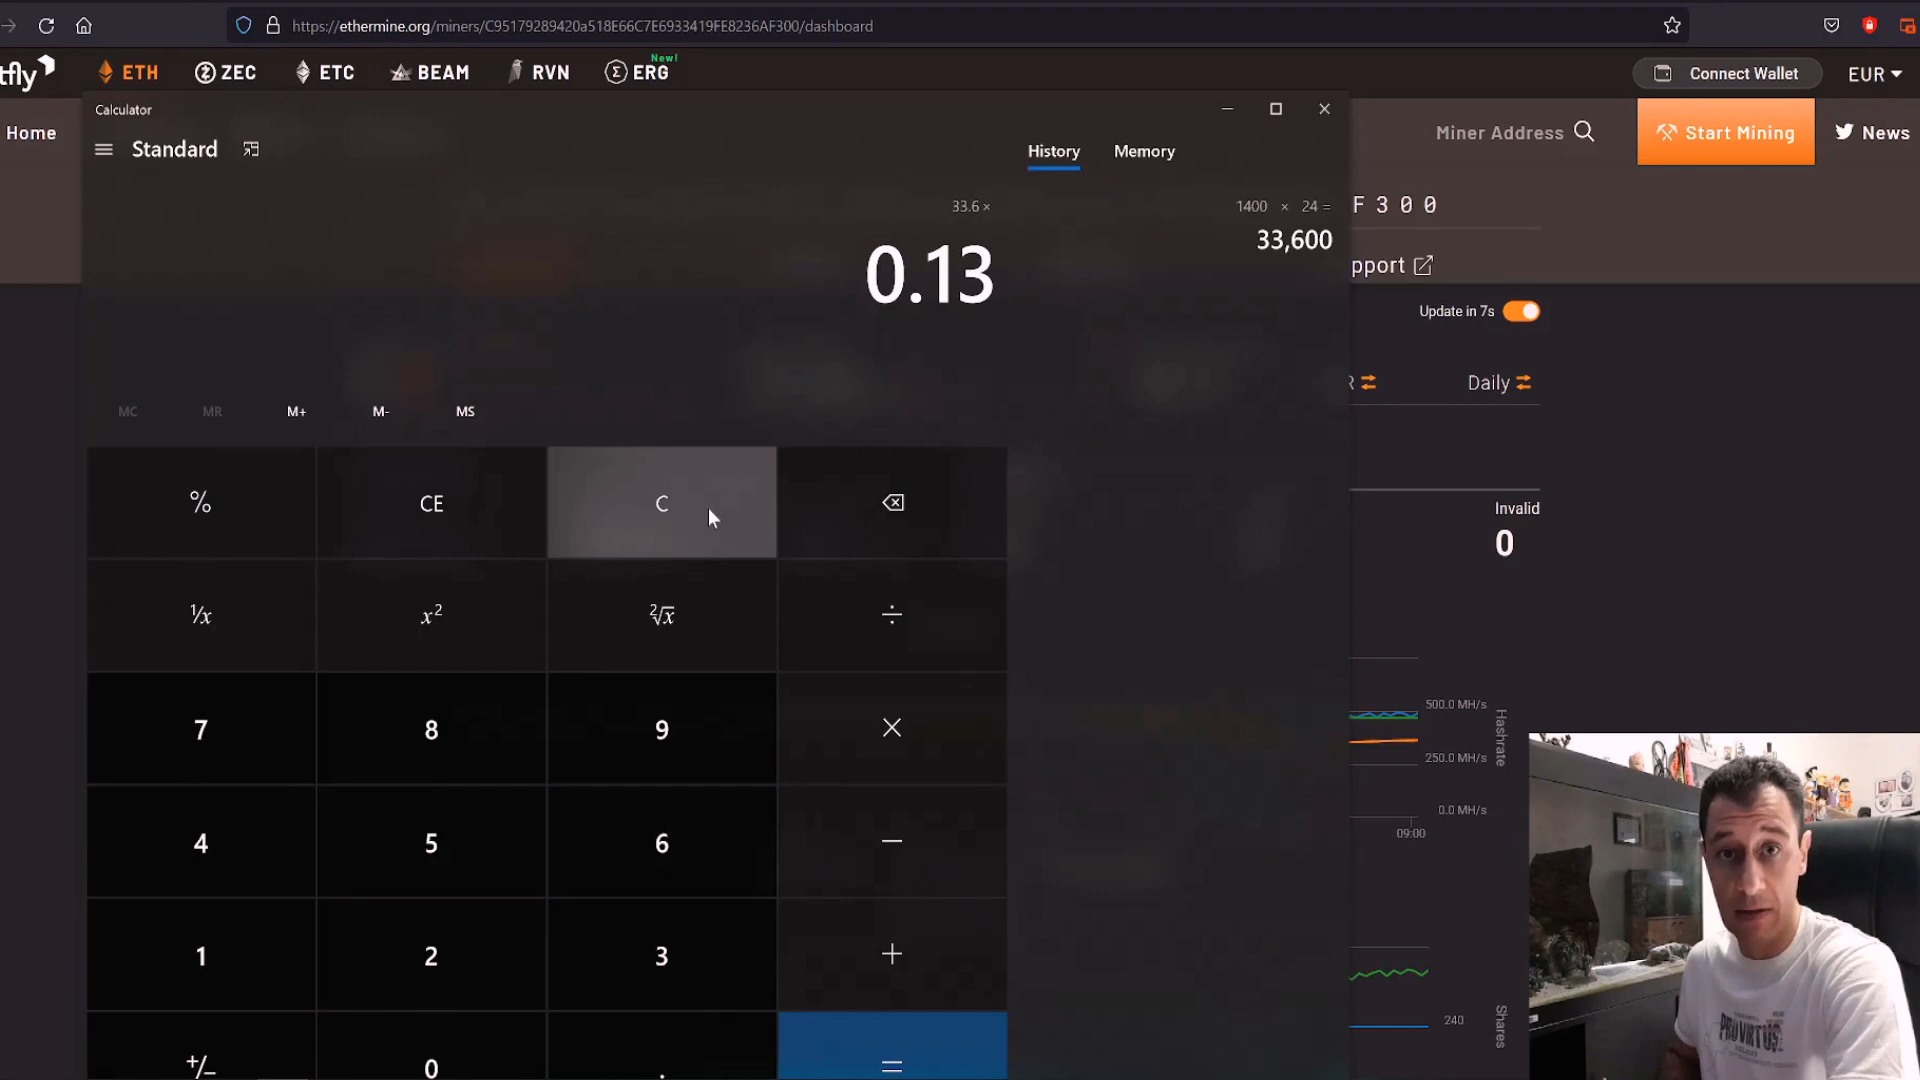 https://ethermine.org/miners/C95179289420a518E66C7E6933419FE8236AF300/dashboard
tfly
ETH
ZEC
ETC
BEAM
RVN
ERG
New!
Connect Wallet
EUR
Home
Miner Address
Start Mining
News
Calculator
Standard
History
Memory
33.6 ×
0.13
1400 × 24 =
33,600
F300
pport
Update in 7s
R
Daily
Invalid
0
MC
MR
M+
M-
MS
%
CE
C
1/x
x²
²√x
÷
7
8
9
×
4
5
6
−
1
2
3
+
+/−
0
.
=
500.0 MH/s
250.0 MH/s
0.0 MH/s
Hashrate
09:00
240
Shares
PROVIRTUS